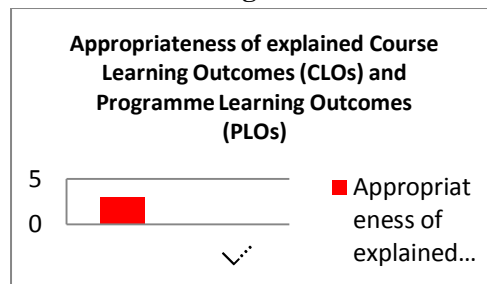 Appropriateness of explained Course
Learning Outcomes (CLOs) and
Programme Learning Outcomes
(PLOs)
5
0
Appropriat
eness of
explained...